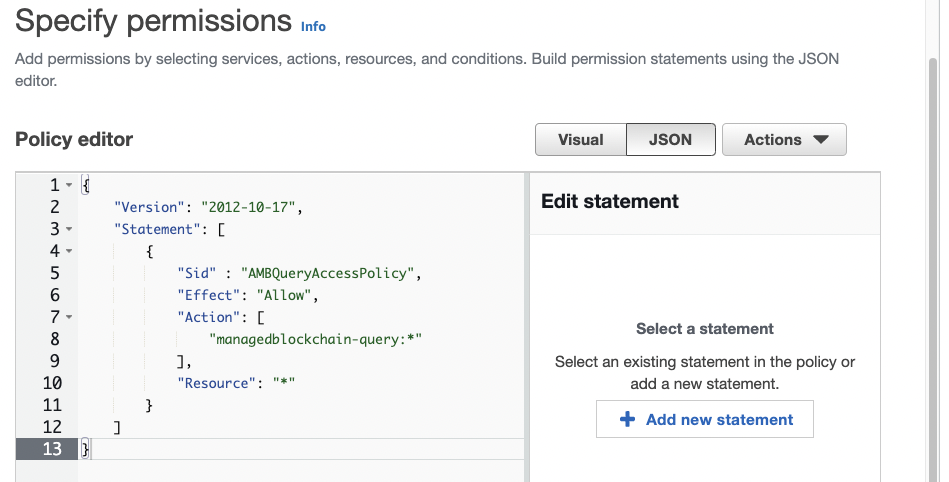 Specify permissions Info
Add permissions by selecting services, actions, resources, and conditions. Build permission statements using the JSON
editor.
Policy editor
Visual JSON Actions
1 {
2 "Version": "2012-10-17",
3 "Statement": [
4 {
5 "Sid" : "AMBQueryAccessPolicy",
6 "Effect": "Allow",
7 "Action": [
8 "managedblockchain-query:*"
9 ],
10 "Resource": "*"
11 }
12 ]
13 }
Edit statement
Select a statement
Select an existing statement in the policy or
add a new statement.
+ Add new statement